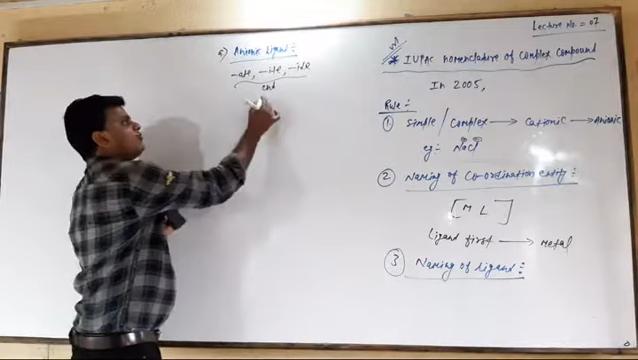 Lecture No. = 07
* IUPAC nomenclature of Complex Compound
In 2005,
Rule :-
① Simple / Complex → Cationic → Anionic
eg :- NaCl
② Naming of Co-ordination entity :-
[ M L ]
Ligand first → metal
③ Naming of Ligand :-
Anionic Ligand :-
-ate, -ite, -ide
end